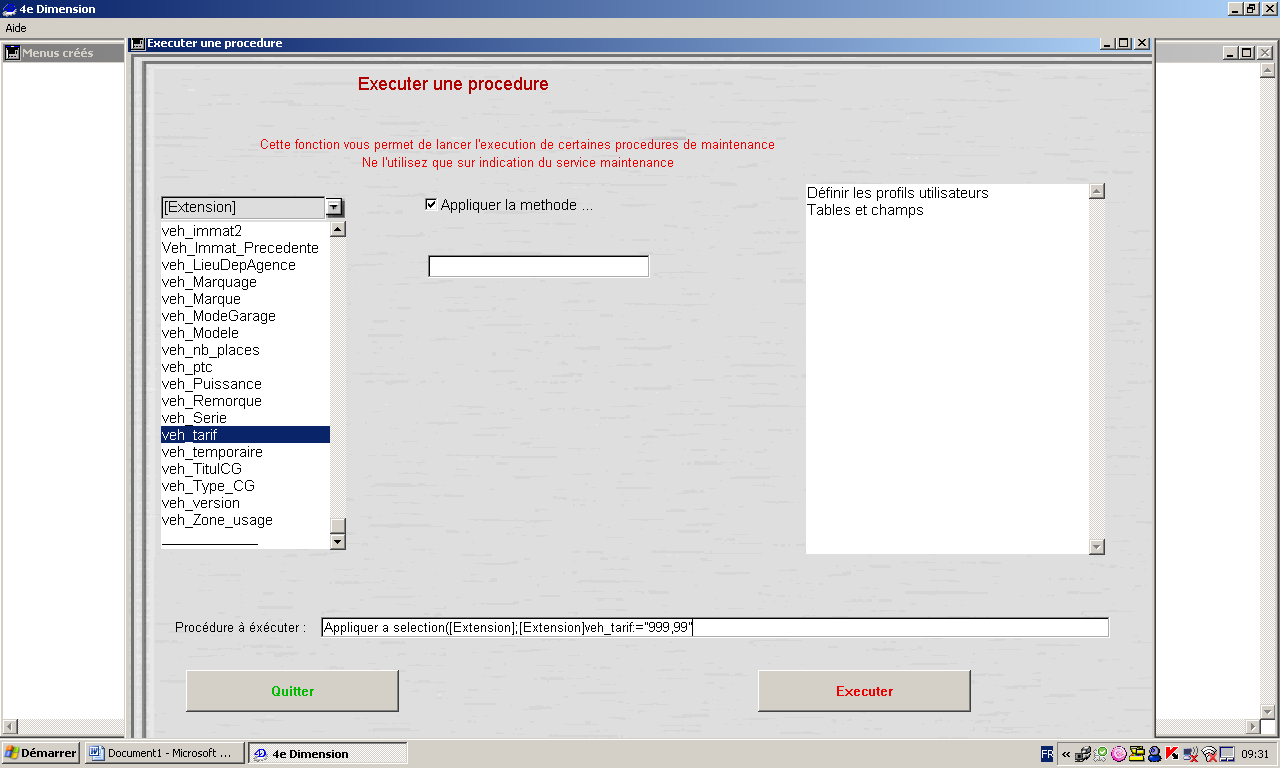 4e Dimension
Aide
Menus créés
Executer une procedure
Executer une procedure
Cette fonction vous permet de lancer l'execution de certaines procedures de maintenance
Ne l'utilisez que sur indication du service maintenance
[Extension]
Appliquer la methode ...
Définir les profils utilisateurs
Tables et champs
veh_immat2
Veh_Immat_Precedente
veh_LieuDepAgence
veh_Marquage
veh_Marque
veh_ModeGarage
veh_Modele
veh_nb_places
veh_ptc
veh_Puissance
veh_Remorque
veh_Serie
veh_tarif
veh_temporaire
veh_TitulCG
veh_Type_CG
veh_version
veh_Zone_usage
Procédure à éxécuter :
Appliquer a selection([Extension];[Extension]veh_tarif:="999,99"
Quitter
Executer
Démarrer
Document1 - Microsoft ...
4e Dimension
FR
«
09:31